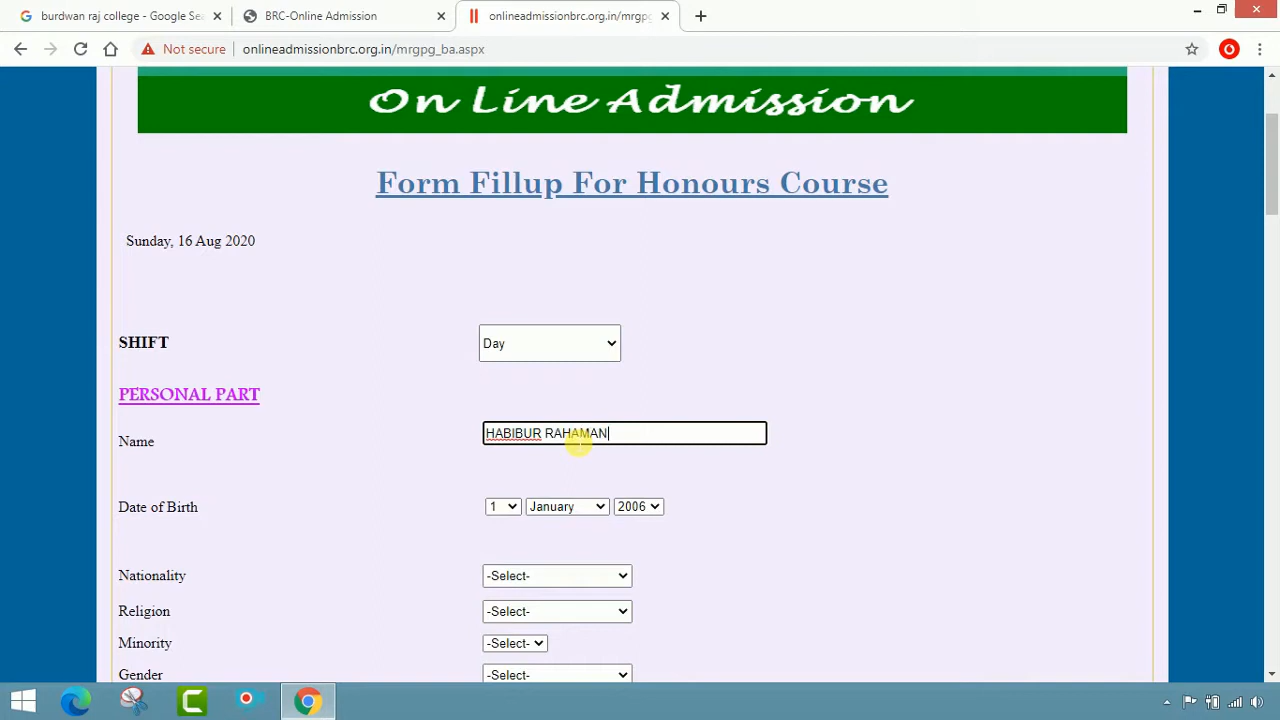 burdwan raj college - Google Sea
BRC-Online Admission
onlineadmissionbrc.org.in/mrgpg
Not secure
onlineadmissionbrc.org.in/mrgpg_ba.aspx
On Line Admission
Form Fillup For Honours Course
Sunday, 16 Aug 2020
SHIFT Day
PERSONAL PART
Name HABIBUR RAHAMAN
Date of Birth 1 January 2006
Nationality -Select-
Religion -Select-
Minority -Select-
Gender -Select-